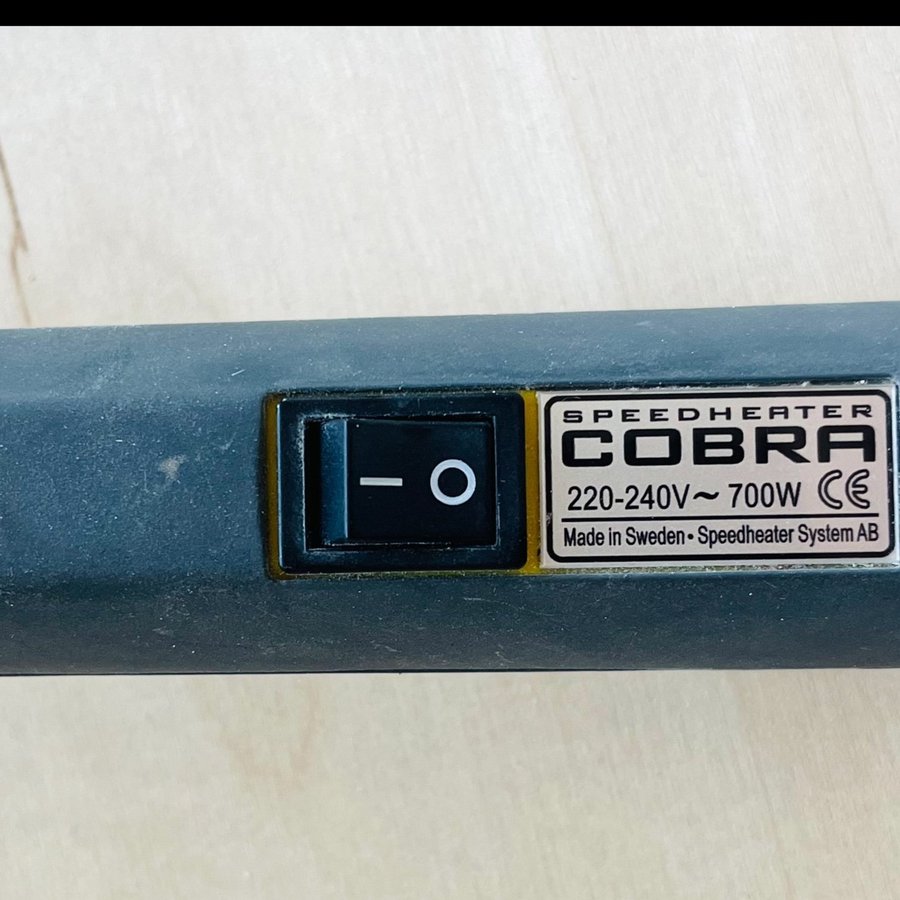 I O
SPEEDHEATER
COBRA
220-240V~ 700W CE
Made in Sweden • Speedheater System AB